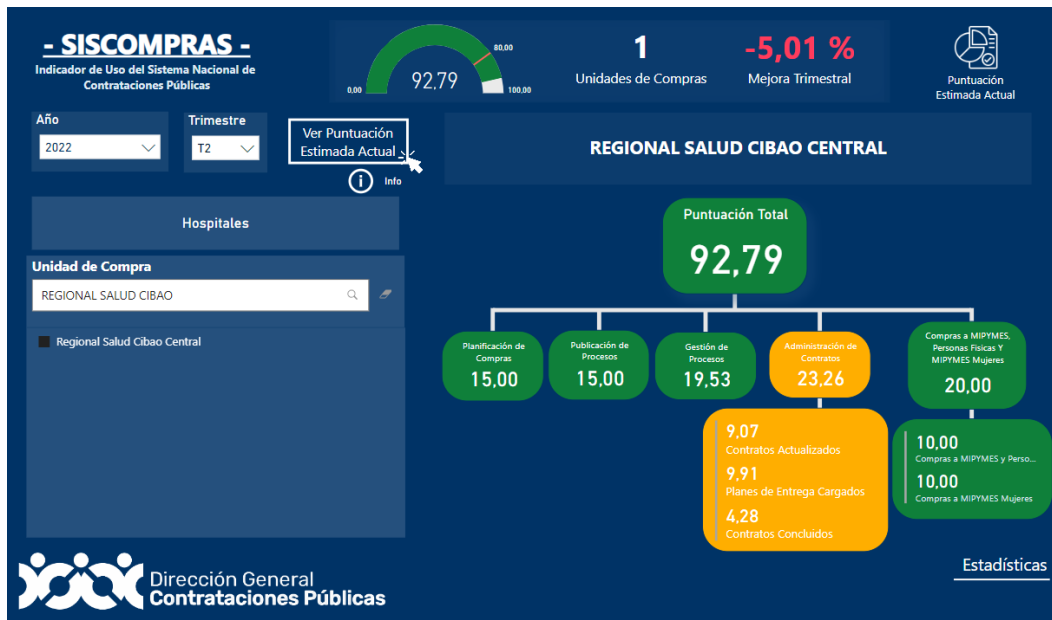 - SISCOMPRAS -
Indicador de Uso del Sistema Nacional de
Contrataciones Públicas
80,00
92,79
0,00
100,00
1
Unidades de Compras
-5,01 %
Mejora Trimestral
Puntuación
Estimada Actual
Año
2022
Trimestre
T2
Ver Puntuación
Estimada Actual
i Info
REGIONAL SALUD CIBAO CENTRAL
Hospitales
Unidad de Compra
REGIONAL SALUD CIBAO
Regional Salud Cibao Central
Puntuación Total
92,79
Planificación de
Compras
15,00
Publicación de
Procesos
15,00
Gestión de
Procesos
19,53
Administración de
Contratos
23,26
Compras a MIPYMES,
Personas Fisicas Y
MIPYMES Mujeres
20,00
9,07
Contratos Actualizados
9,91
Planes de Entrega Cargados
4,28
Contratos Concluidos
10,00
Compras a MIPYMES y Perso...
10,00
Compras a MIPYMES Mujeres
Dirección General
Contrataciones Públicas
Estadísticas